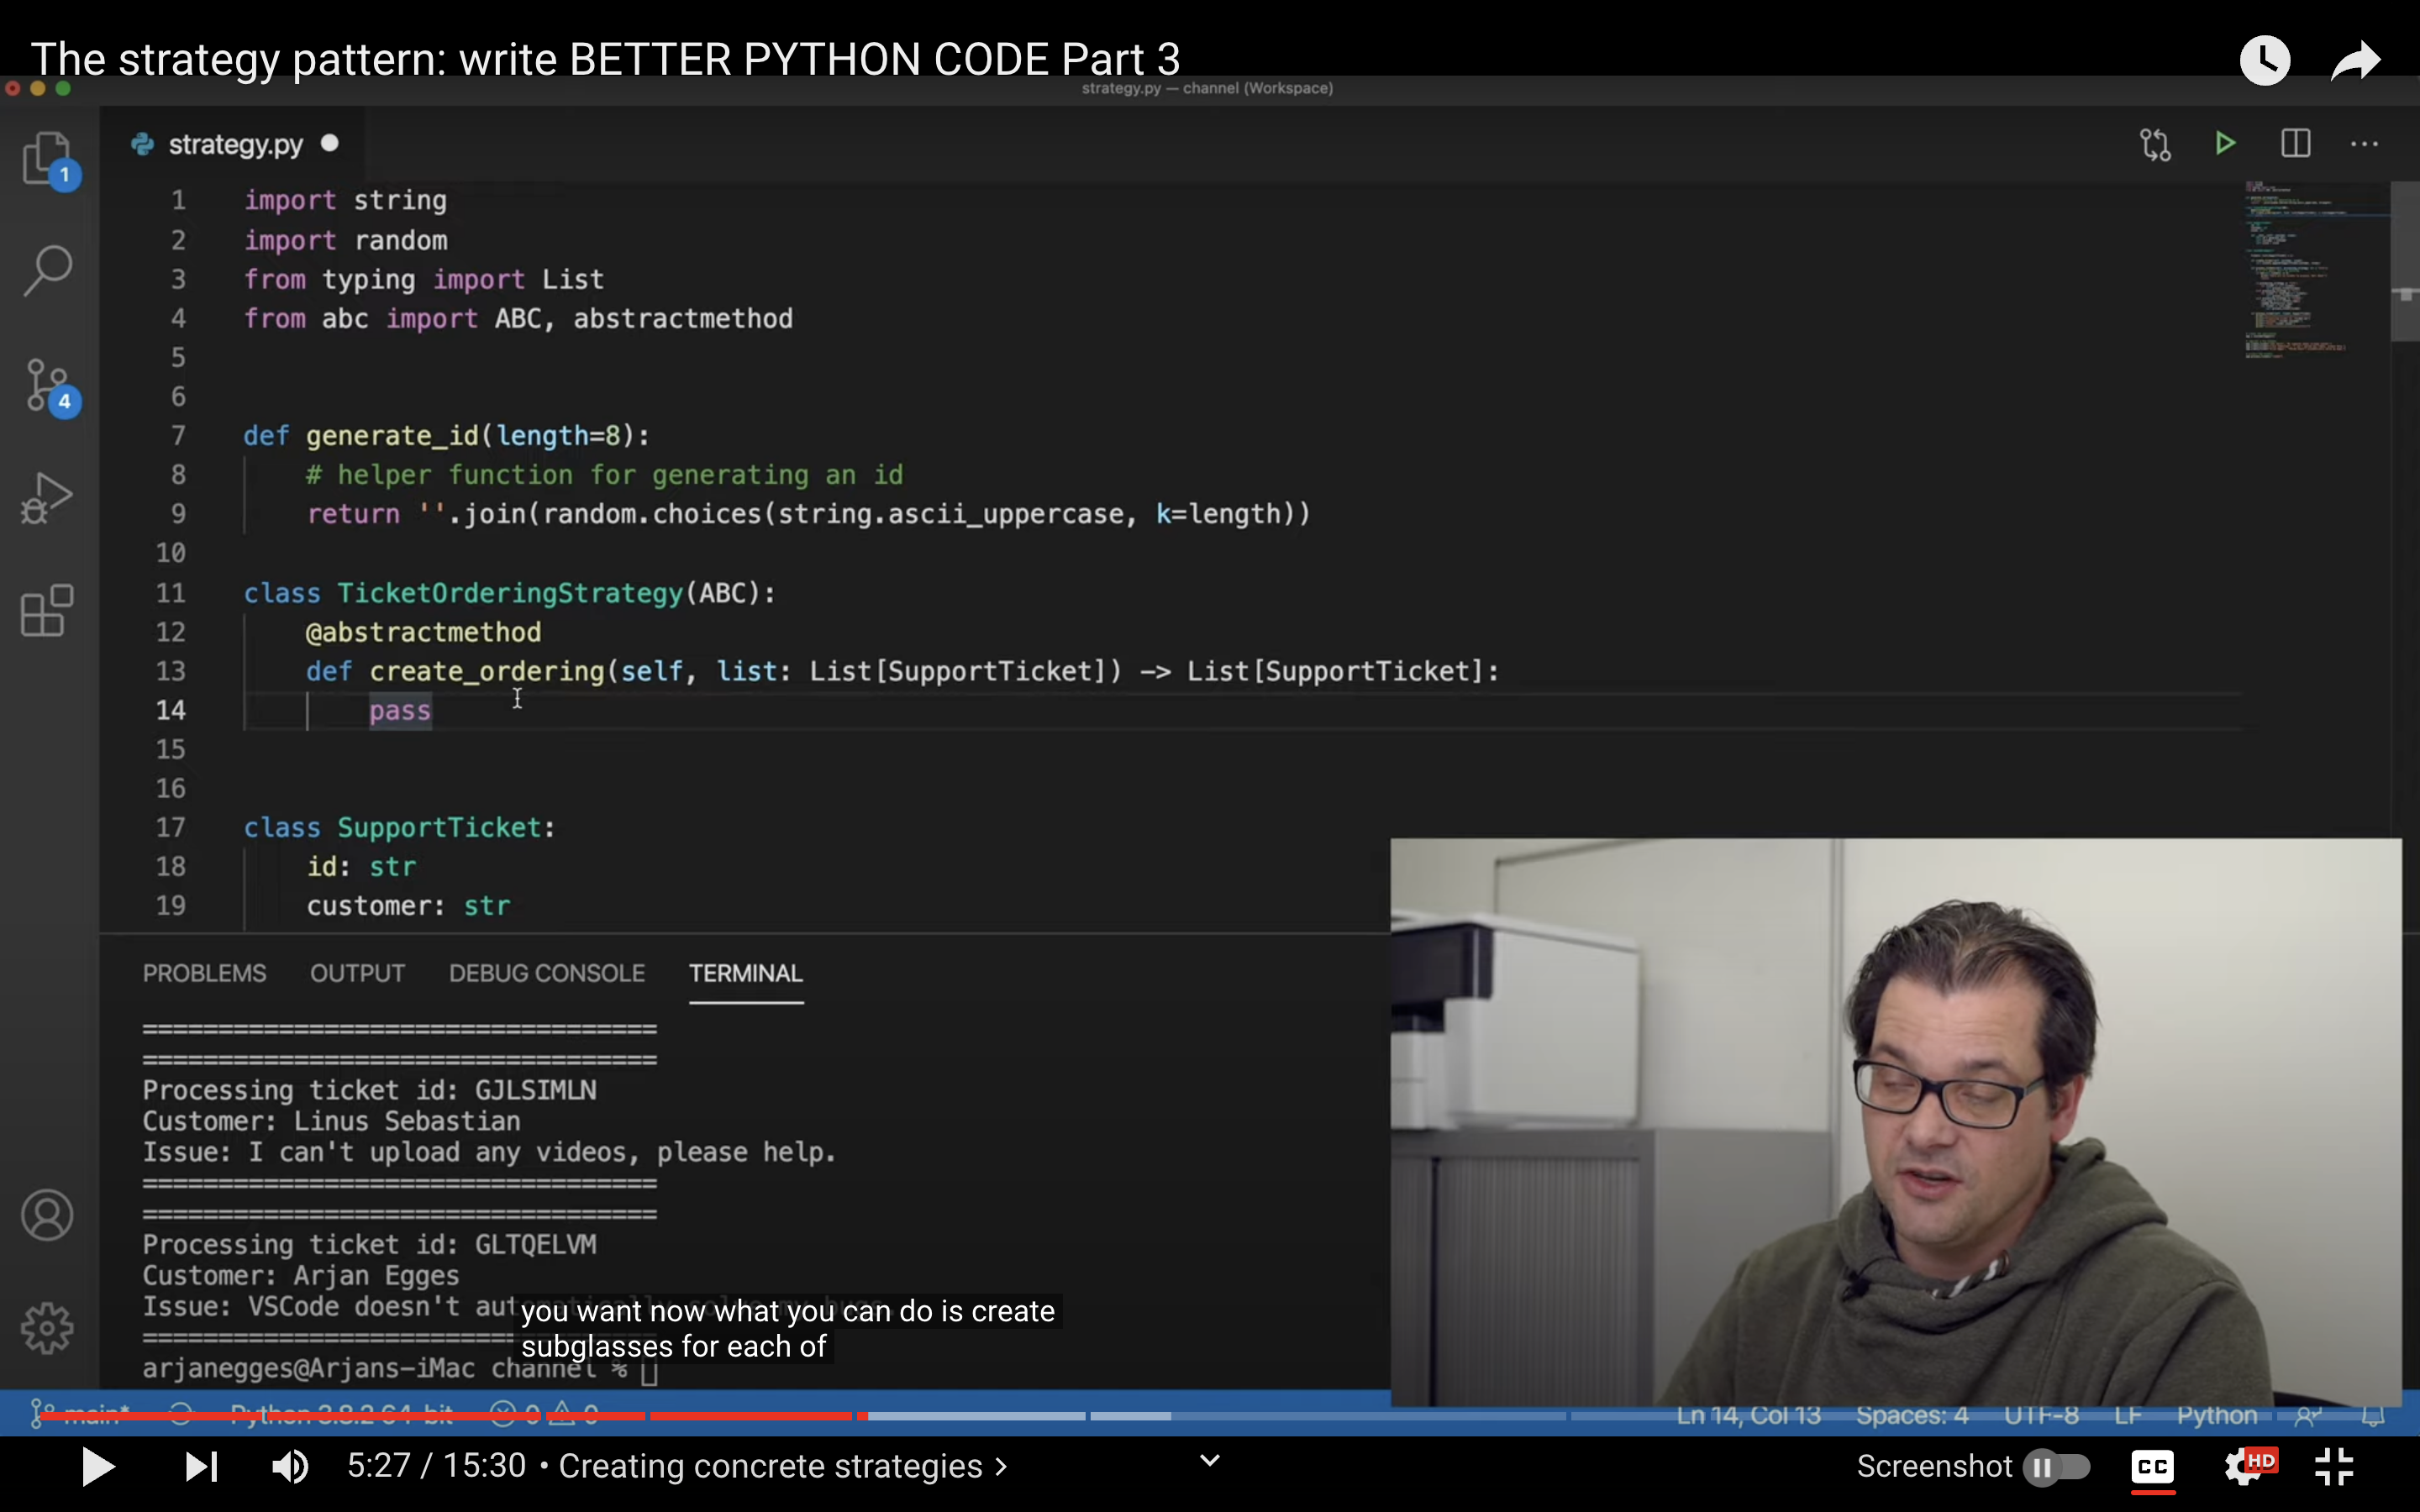 The strategy pattern: write BETTER PYTHON CODE Part 3
strategy.py — channel (Workspace)
strategy.py
1 import string
2 import random
3 from typing import List
4 from abc import ABC, abstractmethod
5
6
7 def generate_id(length=8):
8 # helper function for generating an id
9 return ''.join(random.choices(string.ascii_uppercase, k=length))
10
11 class TicketOrderingStrategy(ABC):
12 @abstractmethod
13 def create_ordering(self, list: List[SupportTicket]) -> List[SupportTicket]:
14 pass
15
16
17 class SupportTicket:
18 id: str
19 customer: str
1
4
PROBLEMS OUTPUT DEBUG CONSOLE TERMINAL
==================================
==================================
Processing ticket id: GJLSIMLN
Customer: Linus Sebastian
Issue: I can't upload any videos, please help.
==================================
==================================
Processing ticket id: GLTQELVM
Customer: Arjan Egges
Issue: VSCode doesn't automatically solve my bugs.
==================================
arjanegges@Arjans-iMac channel %
you want now what you can do is create
subglasses for each of
main* Python 3.8.2 64-bit 0 0 Ln 14, Col 13 Spaces: 4 UTF-8 LF Python
5:27 / 15:30 • Creating concrete strategies > Screenshot CC HD